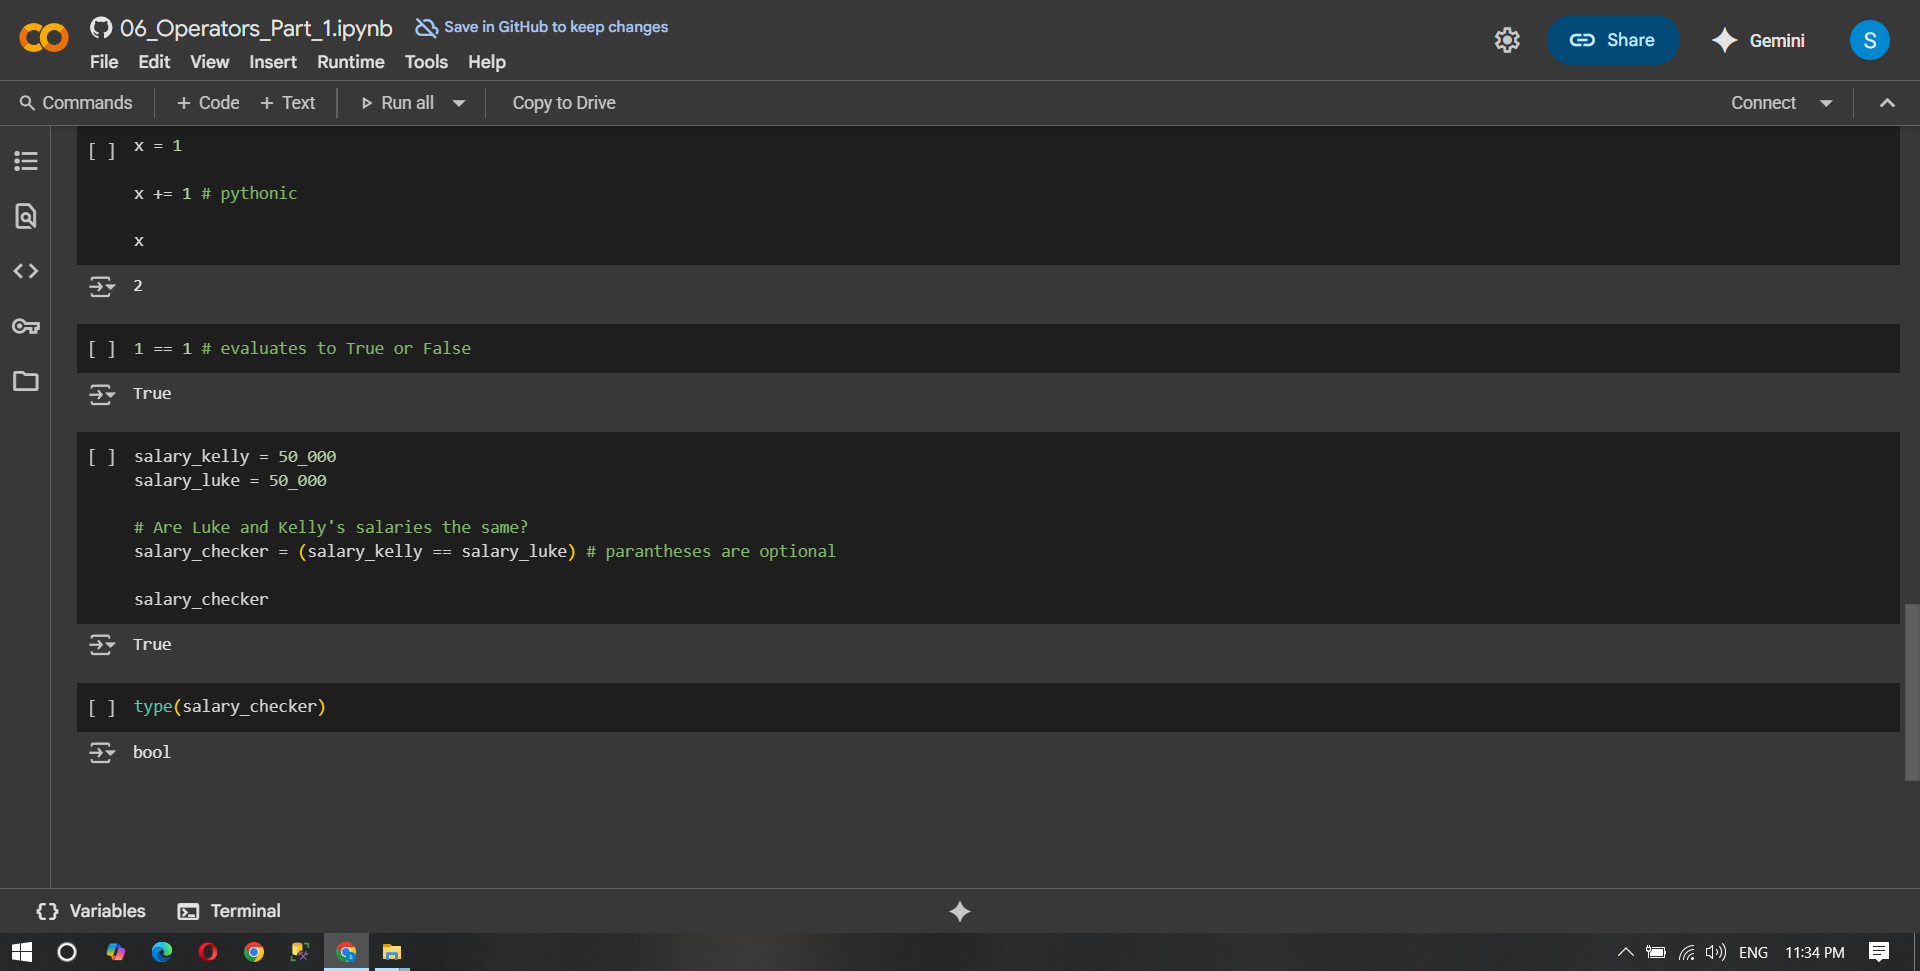 06_Operators_Part_1.ipynb Save in GitHub to keep changes
File Edit View Insert Runtime Tools Help
Share
Gemini
S
Commands + Code + Text Run all Copy to Drive
Connect
[ ] x = 1
x += 1 # pythonic
x
2
[ ] 1 == 1 # evaluates to True or False
True
[ ] salary_kelly = 50_000
salary_luke = 50_000
# Are Luke and Kelly's salaries the same?
salary_checker = (salary_kelly == salary_luke) # parantheses are optional
salary_checker
True
[ ] type(salary_checker)
bool
{} Variables Terminal
ENG 11:34 PM